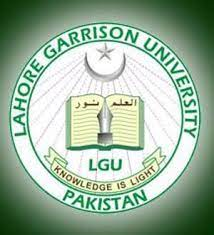 LAHORE GARRISON UNIVERSITY
العلم نور
LGU
KNOWLEDGE IS LIGHT
PAKISTAN